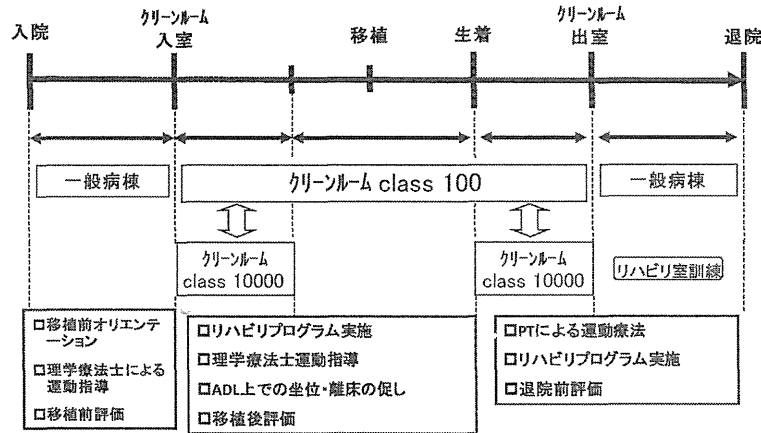 入院
クリーンルーム
入室
移植
生着
クリーンルーム
出室
退院
一般病棟
クリーンルーム class 100
一般病棟
クリーンルーム
class 10000
クリーンルーム
class 10000
リハビリ室訓練
□移植前オリエンテ
ーション
□理学療法士による
運動指導
□移植前評価
□リハビリプログラム実施
□理学療法士運動指導
□ADL上での坐位・離床の促し
□移植後評価
□PTによる運動療法
□リハビリプログラム実施
□退院前評価